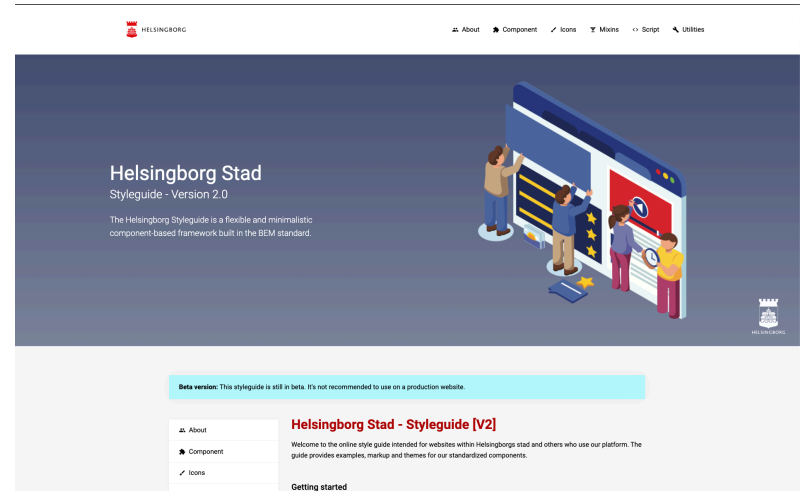 HELSINGBORG
About Component Icons Mixins Script Utilities
Helsingborg Stad
Styleguide - Version 2.0
The Helsingborg Styleguide is a flexible and minimalistic
component-based framework built in the BEM standard.
HELSINGBORG
Beta version: This styleguide is still in beta. It's not recommended to use on a production website.
About
Component
Icons
Helsingborg Stad - Styleguide [V2]
Welcome to the online style guide intended for websites within Helsingborgs stad and others who use our platform. The
guide provides examples, markup and themes for our standardized components.
Getting started